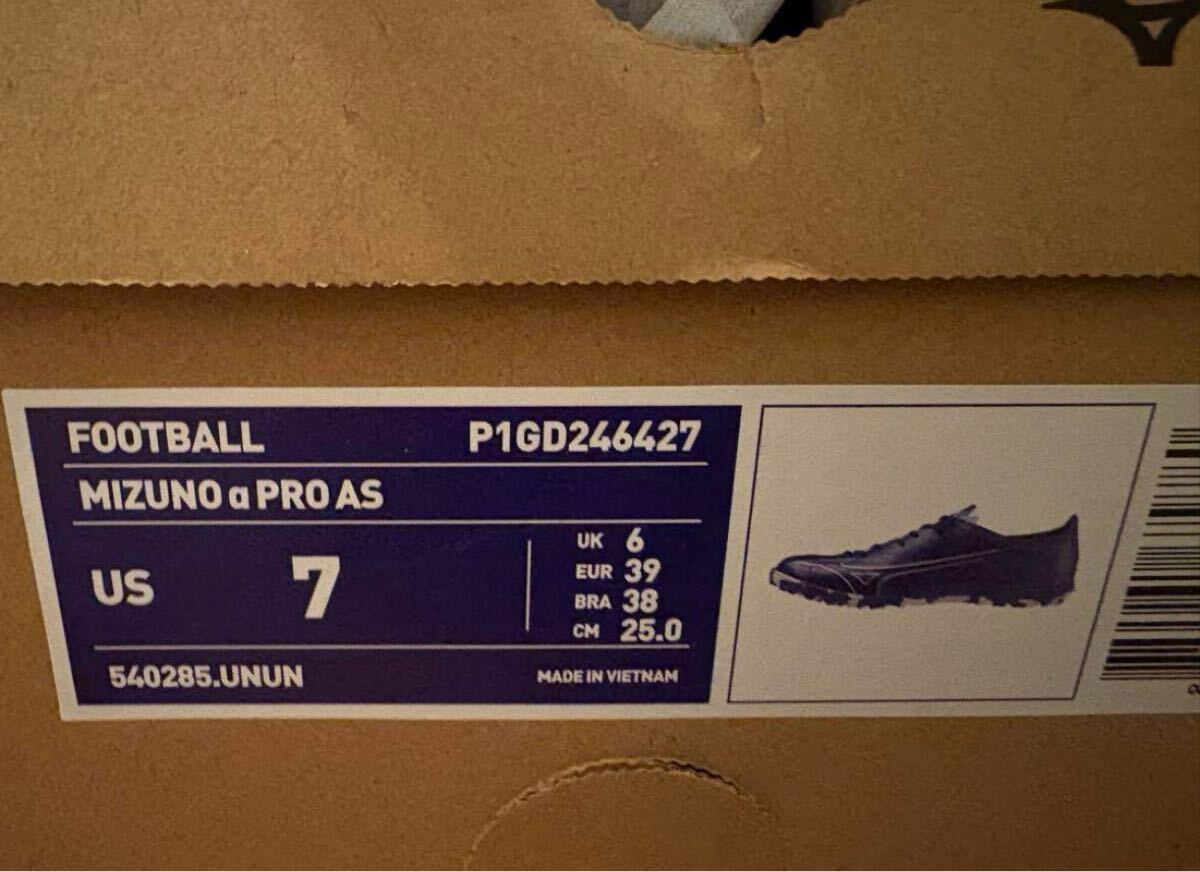 FOOTBALL P1GD246427
MIZUNO α PRO AS
US 7
UK 6
EUR 39
BRA 38
CM 25.0
540285.UNUN MADE IN VIETNAM